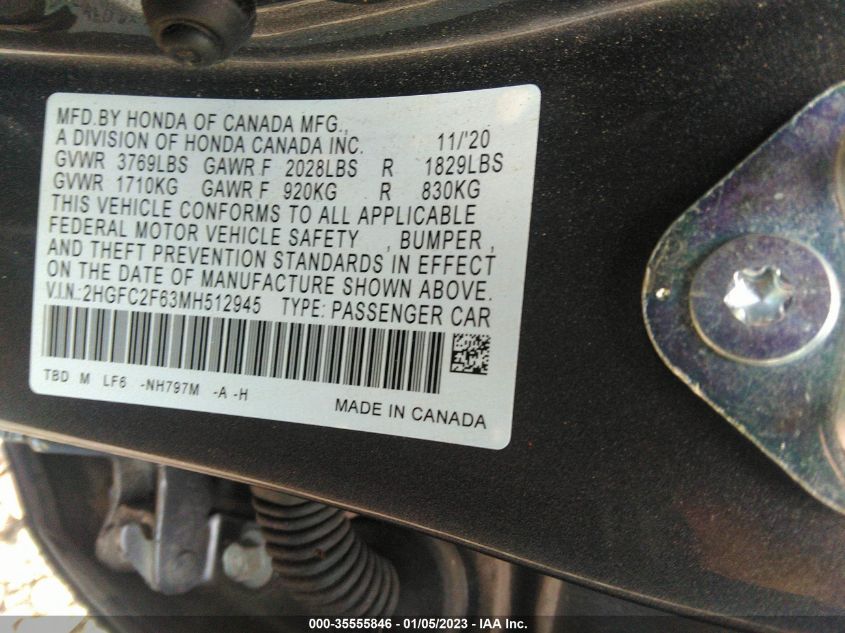 MFD.BY HONDA OF CANADA MFG.,
A DIVISION OF HONDA CANADA INC. 11/'20
GVWR 3769LBS GAWR F 2028LBS R 1829LBS
GVWR 1710KG GAWR F 920KG R 830KG
THIS VEHICLE CONFORMS TO ALL APPLICABLE
FEDERAL MOTOR VEHICLE SAFETY , BUMPER ,
AND THEFT PREVENTION STANDARDS IN EFFECT
ON THE DATE OF MANUFACTURE SHOWN ABOVE.
V.I.N.:2HGFC2F63MH512945 TYPE: PASSENGER CAR
TBD M LF6 -NH797M -A -H
MADE IN CANADA
000-35555846 - 01/05/2023 - IAA Inc.